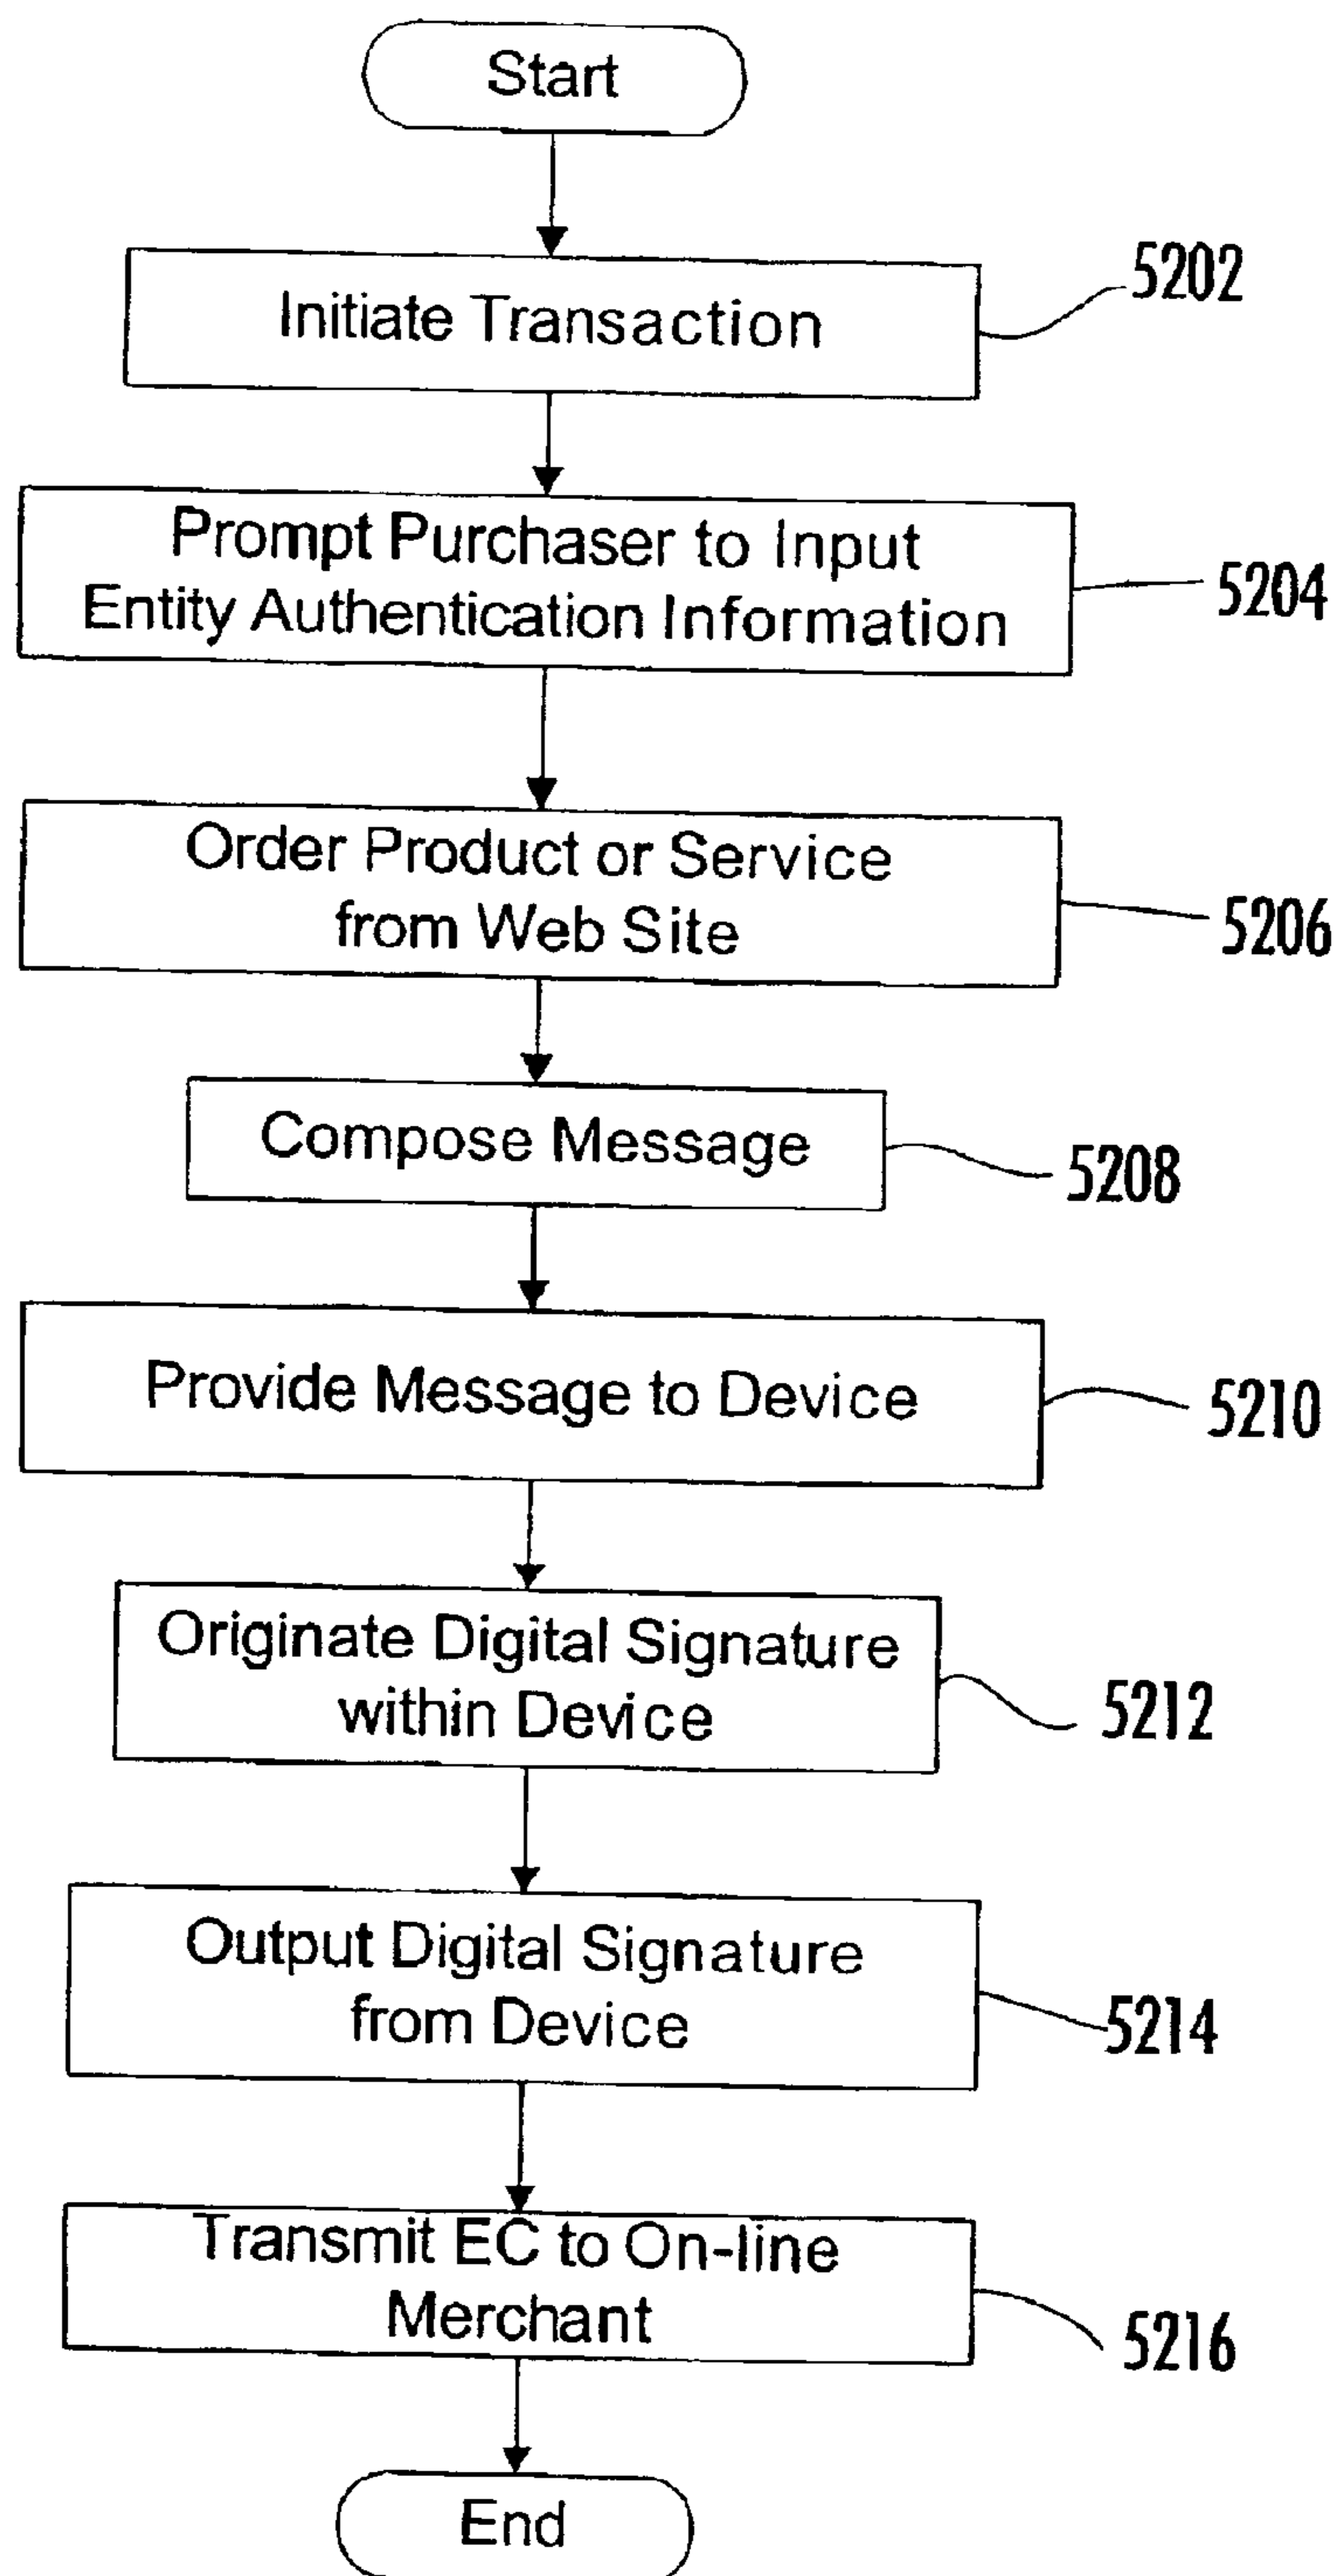 Start
Initiate Transaction
5202
Prompt Purchaser to Input
Entity Authentication Information
5204
Order Product or Service
from Web Site
5206
Compose Message
5208
Provide Message to Device
5210
Originate Digital Signature
within Device
5212
Output Digital Signature
from Device
5214
Transmit EC to On-line
Merchant
5216
End